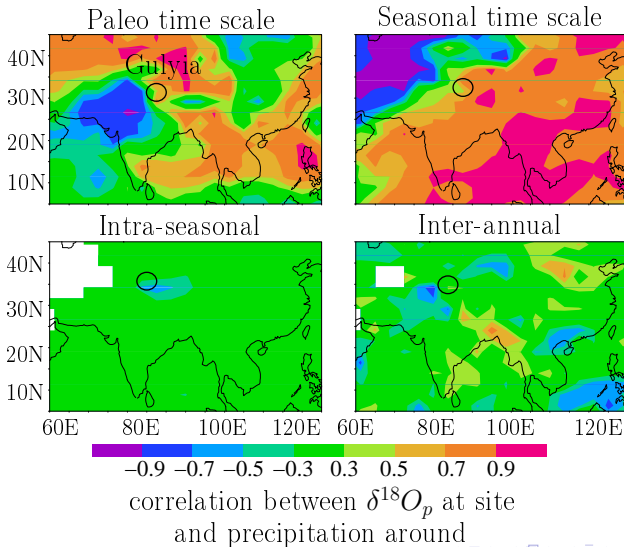 Paleo time scale Seasonal time scale
40N
Gulyia
30N
20N
10N
Intra-seasonal Inter-annual
40N
30N
20N
10N
60E 80E 100E 120E 60E 80E 100E 120E
−0.9 −0.7 −0.5 −0.3 0.3 0.5 0.7 0.9
correlation between δ¹⁸Oₚ at site
and precipitation around